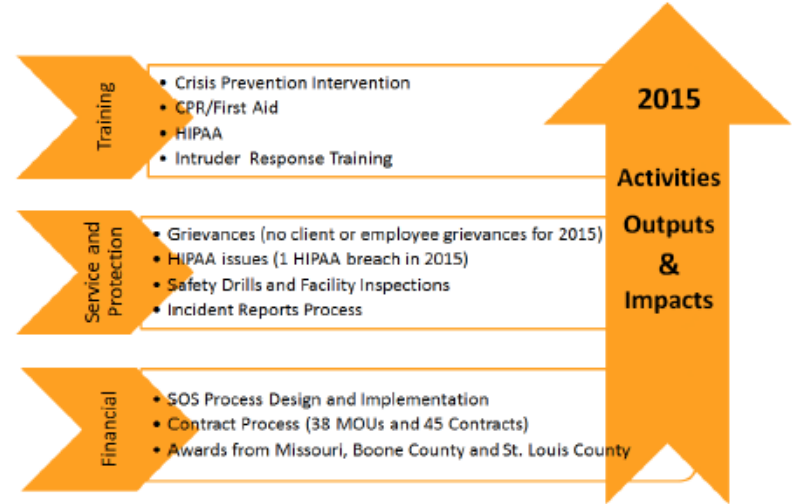 Training
• Crisis Prevention Intervention
• CPR/First Aid
• HIPAA
• Intruder Response Training
Service and
Protection
• Grievances (no client or employee grievances for 2015)
• HIPAA issues (1 HIPAA breach in 2015)
• Safety Drills and Facility Inspections
• Incident Reports Process
Financial
• SOS Process Design and Implementation
• Contract Process (38 MOUs and 45 Contracts)
• Awards from Missouri, Boone County and St. Louis County
2015
Activities
Outputs
&
Impacts